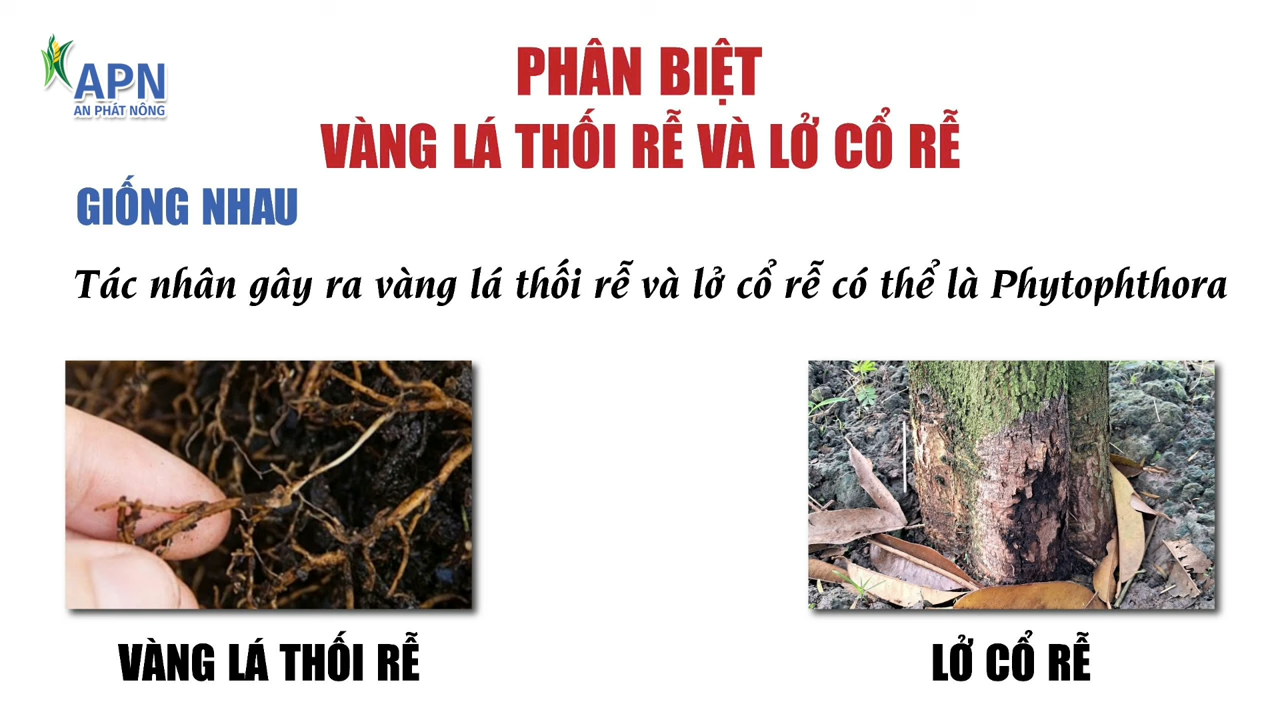 APN
AN PHÁT NÔNG
PHÂN BIỆT
VÀNG LÁ THỐI RỄ VÀ LỞ CỔ RỄ
GIỐNG NHAU
Tác nhân gây ra vàng lá thối rễ và lở cổ rễ có thể là Phytophthora
VÀNG LÁ THỐI RỄ
LỞ CỔ RỄ